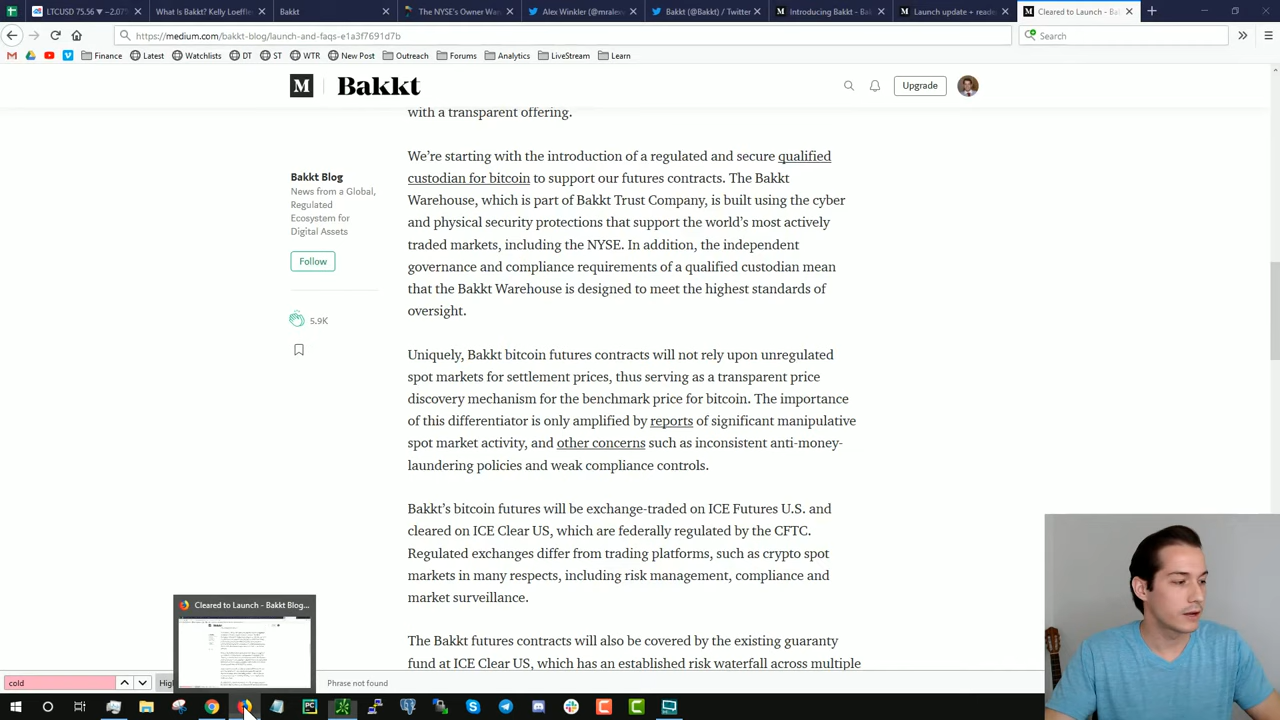 LTCUSD 75.56 ▼ −2.07
What Is Bakkt? Kelly Loeffle
Bakkt
The NYSE's Owner Wan
Alex Winkler (@mralex
Bakkt (@Bakkt) / Twitter
Introducing Bakkt - Bak
Launch update + readm
Cleared to Launch - Bak
https://medium.com/bakkt-blog/launch-and-faqs-e1a3f7691d7b
Search
Finance
Latest
Watchlists
DT
ST
WTR
New Post
Outreach
Forums
Analytics
LiveStream
Learn
M
Bakkt
Upgrade
with a transparent offering.
Bakkt Blog
News from a Global,
Regulated
Ecosystem for
Digital Assets
Follow
5.9K
We're starting with the introduction of a regulated and secure qualified
custodian for bitcoin to support our futures contracts. The Bakkt
Warehouse, which is part of Bakkt Trust Company, is built using the cyber
and physical security protections that support the world's most actively
traded markets, including the NYSE. In addition, the independent
governance and compliance requirements of a qualified custodian mean
that the Bakkt Warehouse is designed to meet the highest standards of
oversight.
Uniquely, Bakkt bitcoin futures contracts will not rely upon unregulated
spot markets for settlement prices, thus serving as a transparent price
discovery mechanism for the benchmark price for bitcoin. The importance
of this differentiator is only amplified by reports of significant manipulative
spot market activity, and other concerns such as inconsistent anti-money-
laundering policies and weak compliance controls.
Bakkt's bitcoin futures will be exchange-traded on ICE Futures U.S. and
cleared on ICE Clear US, which are federally regulated by the CFTC.
Regulated exchanges differ from trading platforms, such as crypto spot
markets in many respects, including risk management, compliance and
market surveillance.
The Bakkt futures contracts will also be by the existing guaranty
at ICE Clear US, which has an established risk across multiple
Cleared to Launch - Bakkt Blog...
cold
High
Phrase not found
PC